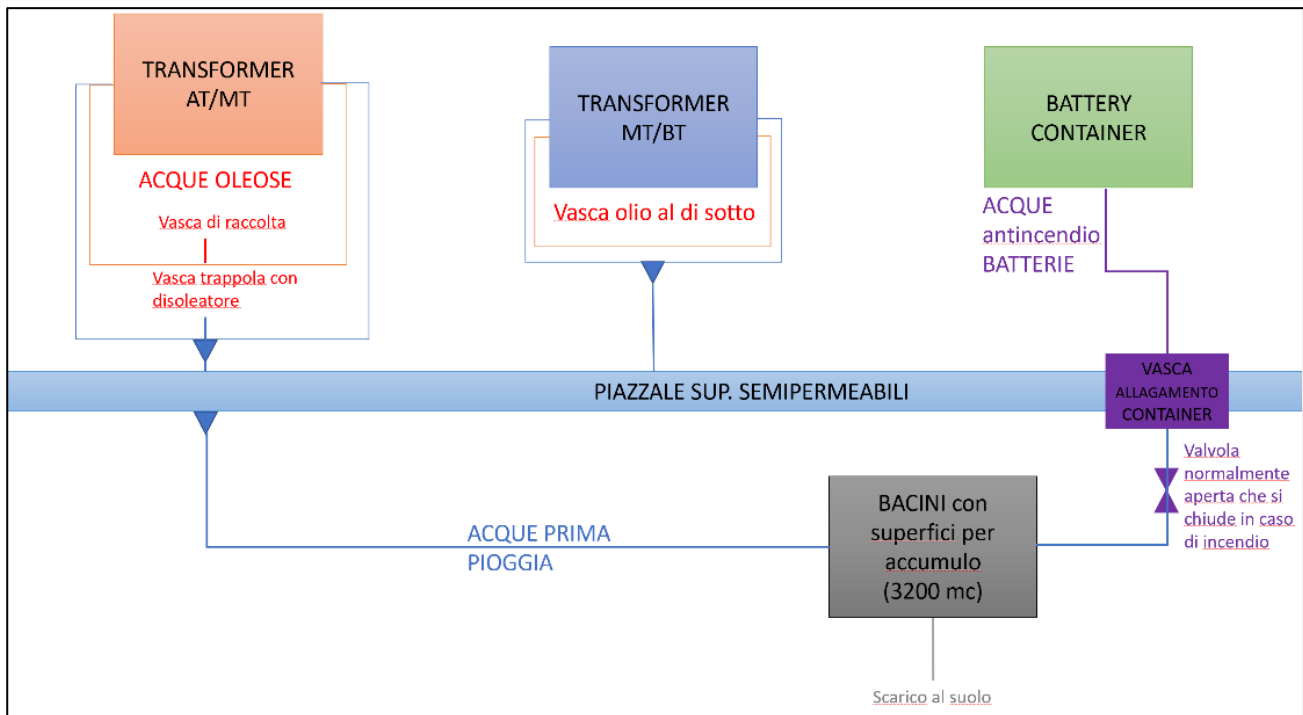 TRANSFORMER
AT/MT
ACQUE OLEOSE
Vasca di raccolta
Vasca trappola con
disoleatore
TRANSFORMER
MT/BT
Vasca olio al di sotto
BATTERY
CONTAINER
ACQUE
antincendio
BATTERIE
PIAZZALE SUP. SEMIPERMEABILI
VASCA
ALLAGAMENTO
CONTAINER
Valvola
normalmente
aperta che si
chiude in caso
di incendio
BACINI con
superfici per
accumulo
(3200 mc)
ACQUE PRIMA
PIOGGIA
Scarico al suolo